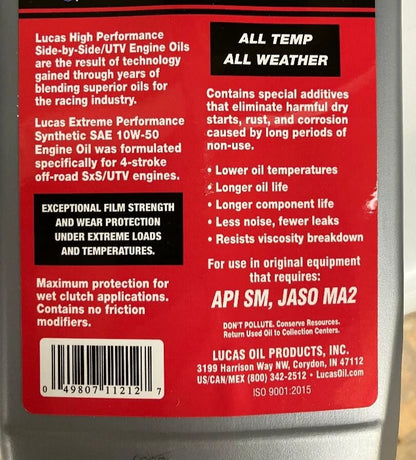 Lucas High Performance
Side-by-Side/UTV Engine Oils
are the result of technology
gained through years of
blending superior oils for
the racing industry.
Lucas Extreme Performance
Synthetic SAE 10W-50
Engine Oil was formulated
specifically for 4-stroke
off-road SxS/UTV engines.
EXCEPTIONAL FILM STRENGTH
AND WEAR PROTECTION
UNDER EXTREME LOADS
AND TEMPERATURES.
Maximum protection for
wet clutch applications.
Contains no friction
modifiers.
0 49807 11212 7
ALL TEMP
ALL WEATHER
Contains special additives
that eliminate harmful dry
starts, rust, and corrosion
caused by long periods of
non-use.
• Lower oil temperatures
• Longer oil life
• Longer component life
• Less noise, fewer leaks
• Resists viscosity breakdown
For use in original equipment
that requires:
API SM, JASO MA2
DON'T POLLUTE. Conserve Resources.
Return Used Oil to Collection Centers.
LUCAS OIL PRODUCTS, INC.
3199 Harrison Way NW, Corydon, IN 47112
US/CAN/MEX (800) 342-2512 • LucasOil.com
ISO 9001:2015